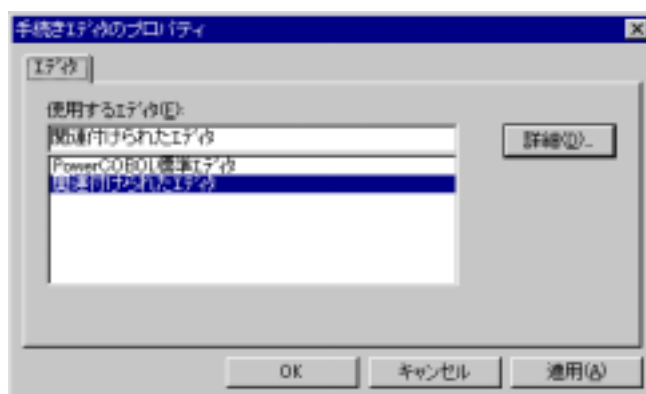 手続きエディタのプロパティ
エディタ
使用するエディタ(E):
関連付けられたエディタ
詳細(D)...
PowerCOBOL標準エディタ
関連付けられたエディタ
OK
キャンセル
適用(A)